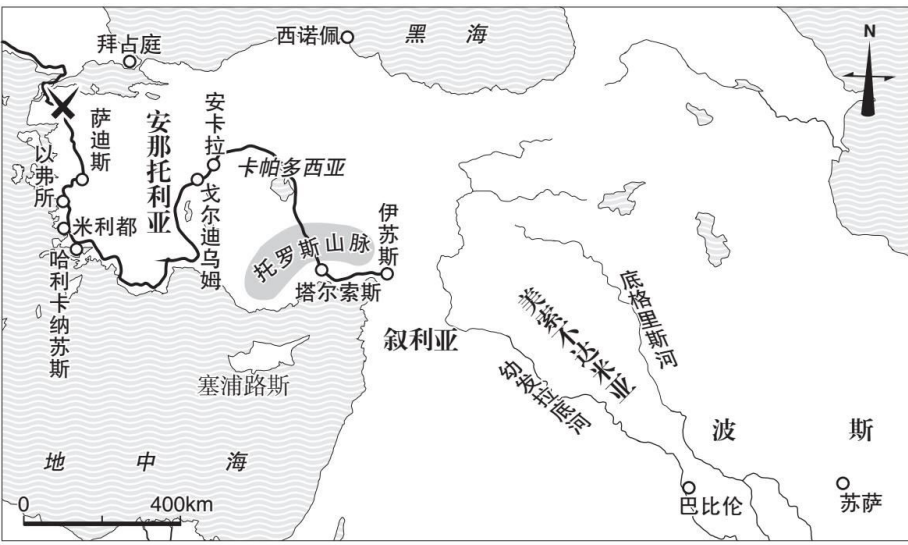 拜占庭
西诺佩
黑海
N
萨迪斯
安那托利亚
安卡拉
卡帕多西亚
以弗所
戈尔迪乌姆
米利都
哈利卡纳苏斯
托罗斯山脉
伊苏斯
塔尔索斯
底格里斯河
美索不达米亚
叙利亚
幼发拉底河
塞浦路斯
波斯
地中海
0
400km
巴比伦
苏萨